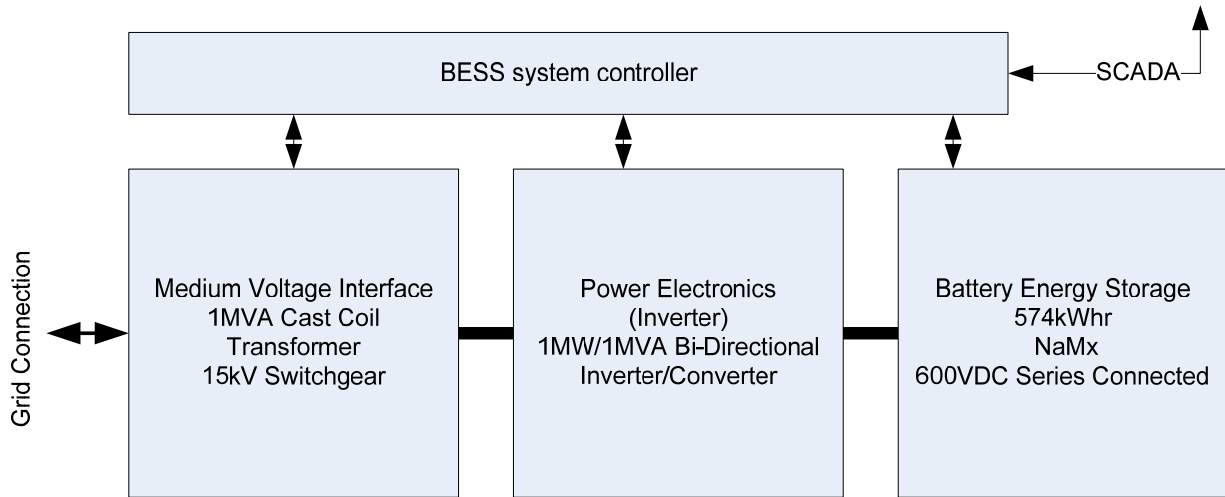 BESS system controller
SCADA
Grid Connection
Medium Voltage Interface
1MVA Cast Coil
Transformer
15kV Switchgear
Power Electronics
(Inverter)
1MW/1MVA Bi-Directional
Inverter/Converter
Battery Energy Storage
574kWhr
NaMx
600VDC Series Connected